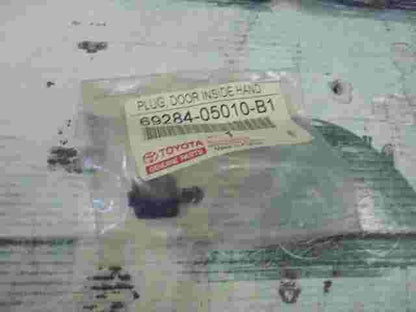 PLUG, DOOR INSIDE HAND
69284-05010-B1
TOYOTA
GENUINE PARTS